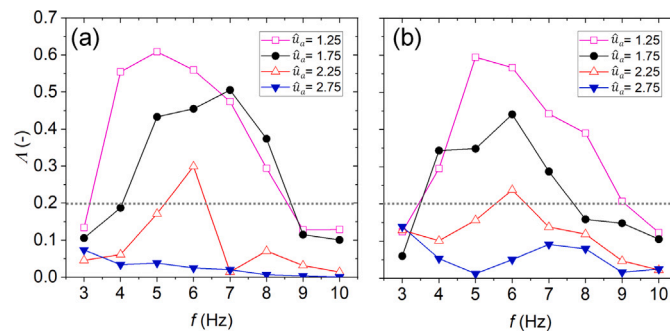 (a)
û_a = 1.25
û_a = 1.75
û_a = 2.25
û_a = 2.75
(b)
û_a = 1.25
û_a = 1.75
û_a = 2.25
û_a = 2.75
0.7
0.6
0.5
0.4
0.3
0.2
0.1
0.0
Λ (-)
3 4 5 6 7 8 9 10
3 4 5 6 7 8 9 10
f (Hz)
f (Hz)